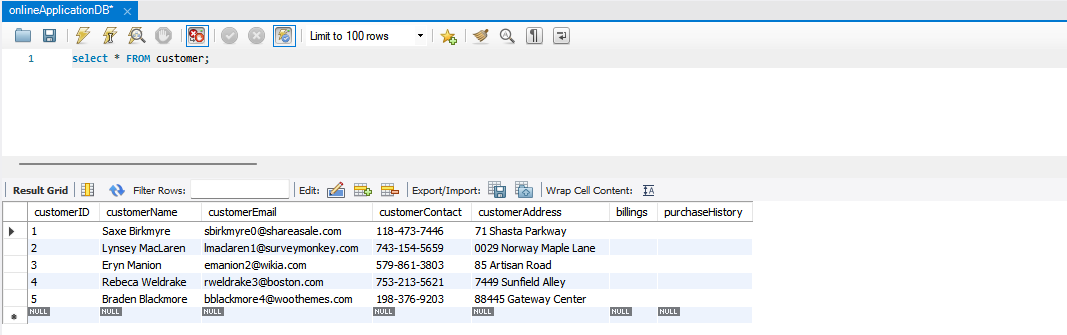 onlineApplicationDB*
Limit to 100 rows
1 select * FROM customer;
Result Grid Filter Rows: Edit: Export/Import: Wrap Cell Content:
customerID customerName customerEmail customerContact customerAddress billings purchaseHistory
1 Saxe Birkmyre sbirkmyre0@shareasale.com 118-473-7446 71 Shasta Parkway
2 Lynsey MacLaren lmaclaren1@surveymonkey.com 743-154-5659 0029 Norway Maple Lane
3 Eryn Manion emanion2@wikia.com 579-861-3803 85 Artisan Road
4 Rebeca Weldrake rweldrake3@boston.com 753-213-5621 7449 Sunfield Alley
5 Braden Blackmore bblackmore4@woothemes.com 198-376-9203 88445 Gateway Center
NULL NULL NULL NULL NULL NULL NULL